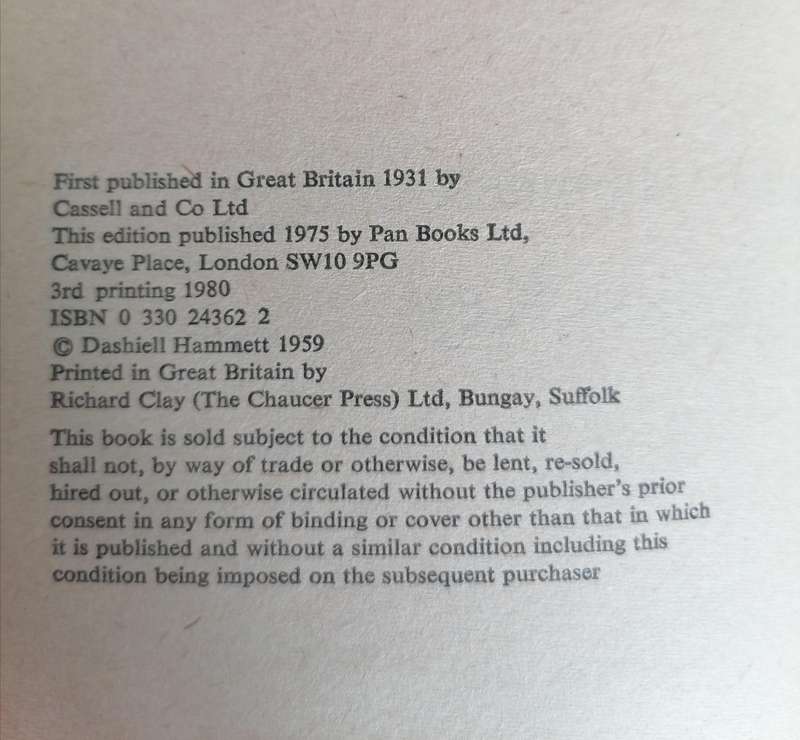 First published in Great Britain 1931 by
Cassell and Co Ltd
This edition published 1975 by Pan Books Ltd,
Cavaye Place, London SW10 9PG
3rd printing 1980
ISBN 0 330 24362 2
© Dashiell Hammett 1959
Printed in Great Britain by
Richard Clay (The Chaucer Press) Ltd, Bungay, Suffolk
This book is sold subject to the condition that it
shall not, by way of trade or otherwise, be lent, re-sold,
hired out, or otherwise circulated without the publisher's prior
consent in any form of binding or cover other than that in which
it is published and without a similar condition including this
condition being imposed on the subsequent purchaser